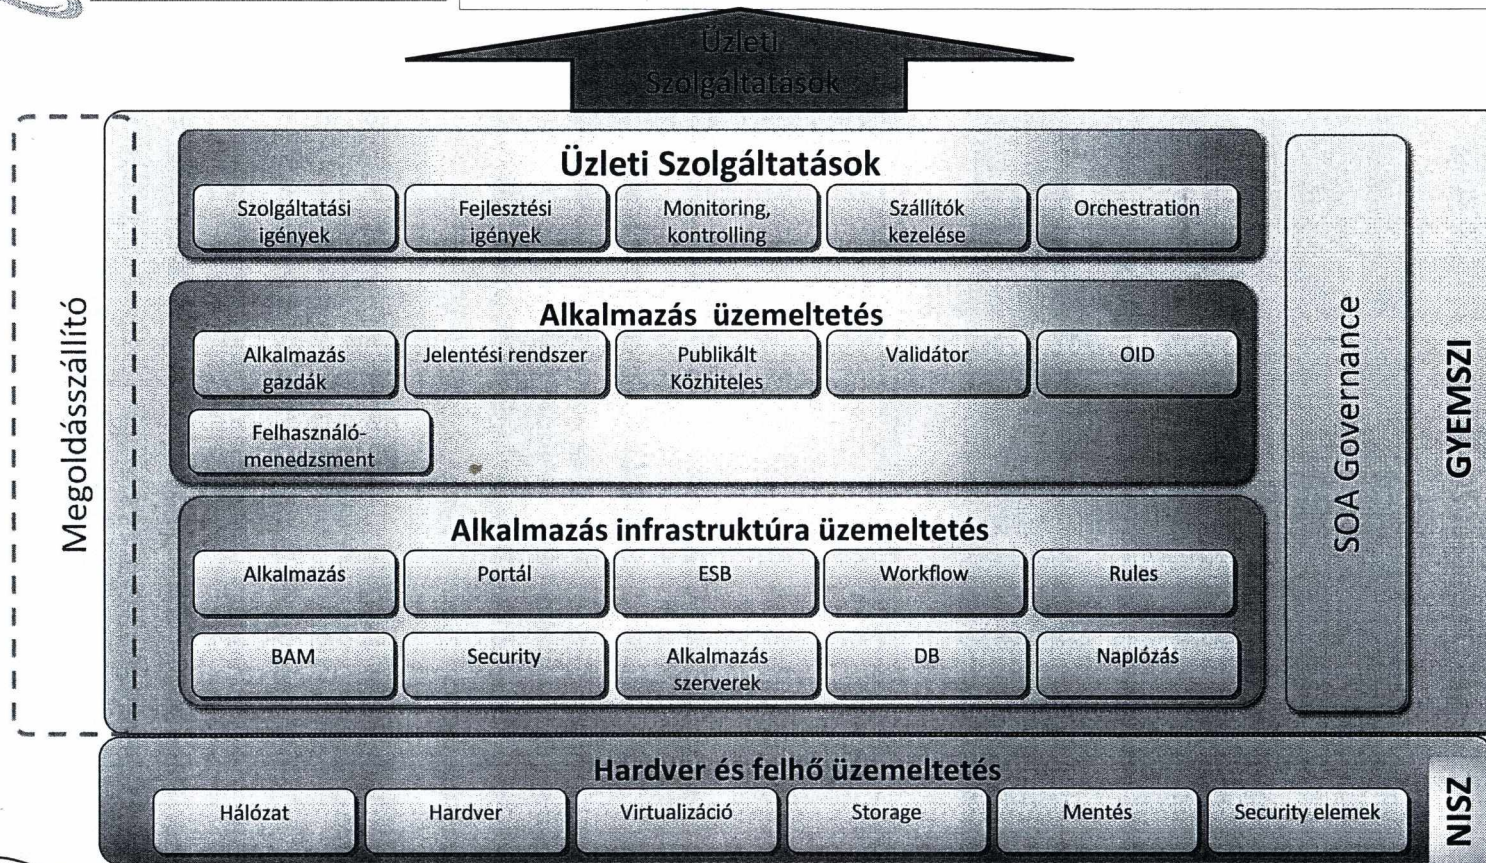 Üzleti
Szolgáltatások
Üzleti Szolgáltatások
Szolgáltatási
igények
Fejlesztési
igények
Monitoring,
kontrolling
Szállítók
kezelése
Orchestration
Alkalmazás üzemeltetés
Alkalmazás
gazdák
Jelentési rendszer
Publikált
Közhiteles
Validátor
OID
Felhasználó-
menedzsment
Alkalmazás infrastruktúra üzemeltetés
Alkalmazás
Portál
ESB
Workflow
Rules
BAM
Security
Alkalmazás
szerverek
DB
Naplózás
Megoldásszállító
SOA Governance
GYEMSZI
Hardver és felhő üzemeltetés
Hálózat
Hardver
Virtualizáció
Storage
Mentés
Security elemek
NISZ